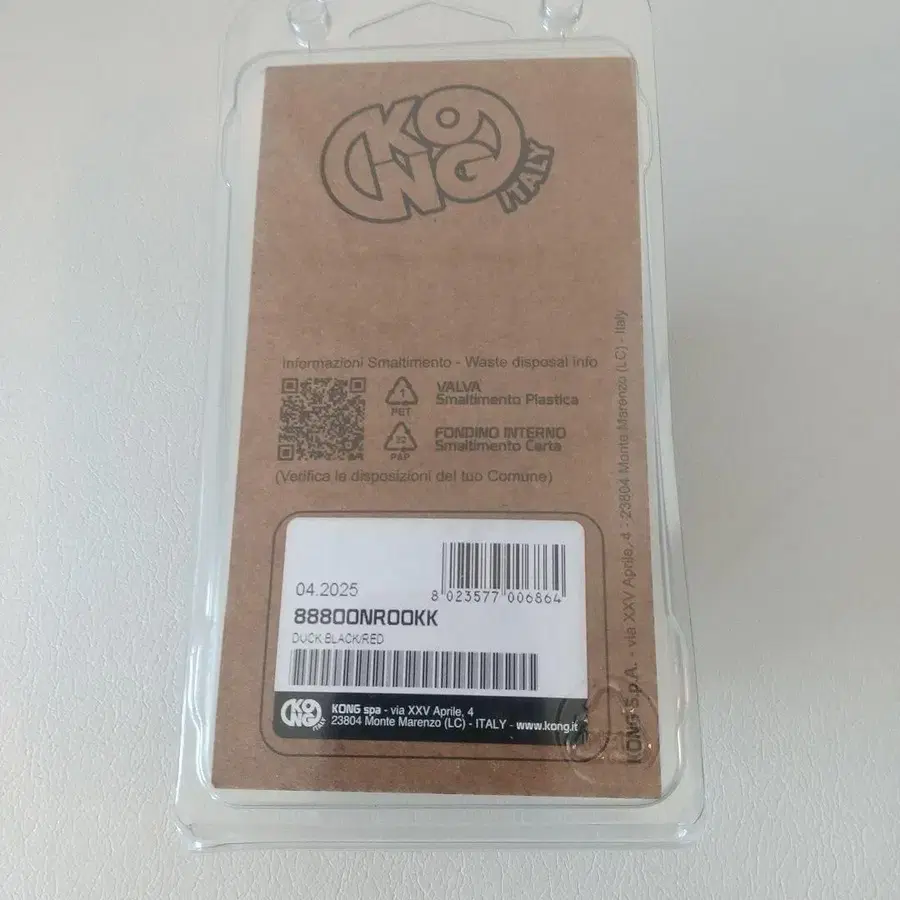 KONG
ITALY
Informazioni Smaltimento - Waste disposal info
1
PET
VALVA
Smaltimento Plastica
22
PAP
FONDINO INTERNO
Smaltimento Carta
(Verifica le disposizioni del tuo Comune)
KONG S.p.A. - via XXV Aprile, 4 - 23804 Monte Marenzo (LC) - Italy
04.2025
8 023577 006864
88800NR00KK
DUCK BLACK/RED
KONG
ITALY
KONG spa - via XXV Aprile, 4
23804 Monte Marenzo (LC) - ITALY - www.kong.it